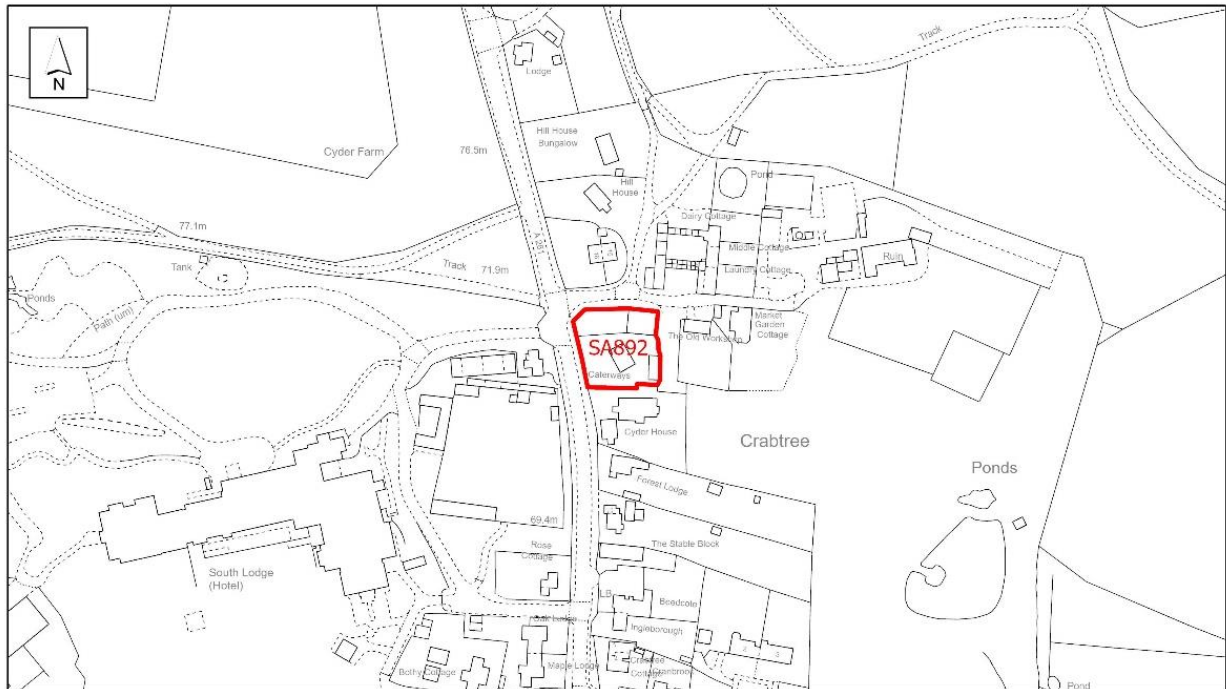 N
Lodge
Track
Hill House
Bungalow
Cyder Farm
76.5m
Hill
House
Pond
Dairy Cottage
77.1m
Middle Cottage
Track
71.9m
Tank
Laundry Cottage
Ruin
Ponds
Path (um)
Market
Garden
Cottage
The Old Workshop
SA892
Caterways
Cyder House
Crabtree
Ponds
Forest Lodge
69.4m
The Stable Block
Rose
Cottage
South Lodge
(Hotel)
LB
Beedcote
Ingleborough
Maple Lodge
Crabtree
Cottage
Cranbrook
Bothy Cottage
Pond